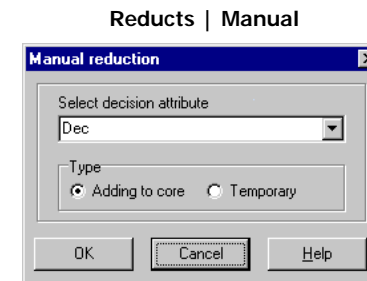 Reducts | Manual
Manual reduction
Select decision attribute
Dec
Type
Adding to core Temporary
OK Cancel Help